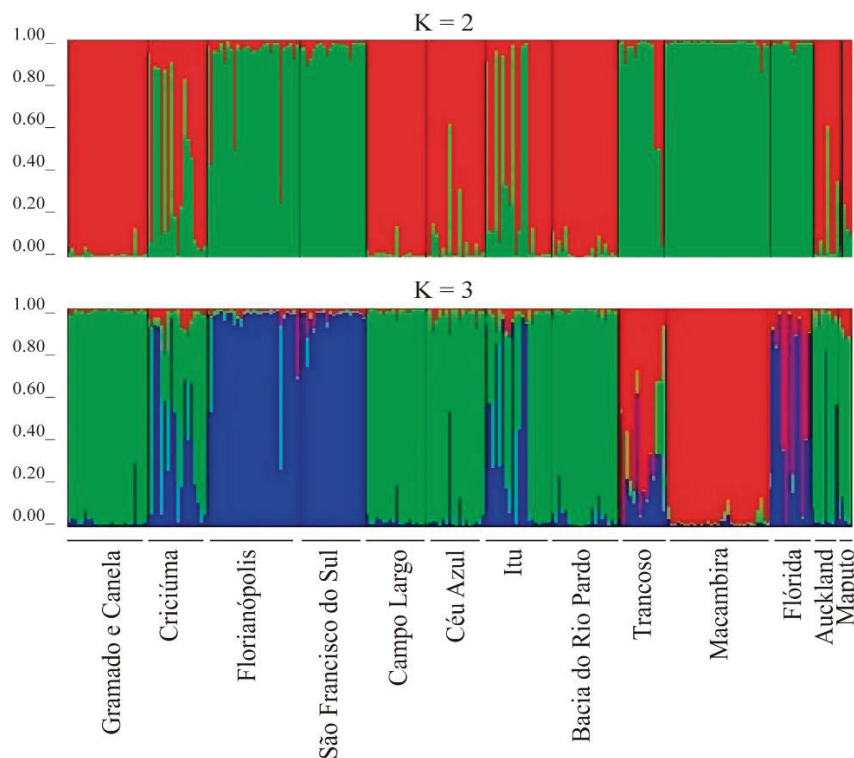 K = 2
1.00
0.80
0.60
0.40
0.20
0.00
K = 3
1.00
0.80
0.60
0.40
0.20
0.00
Gramado e Canela
Criciúma
Florianópolis
São Francisco do Sul
Campo Largo
Céu Azul
Itu
Bacia do Rio Pardo
Trancoso
Macambira
Flórida
Auckland
Maputo